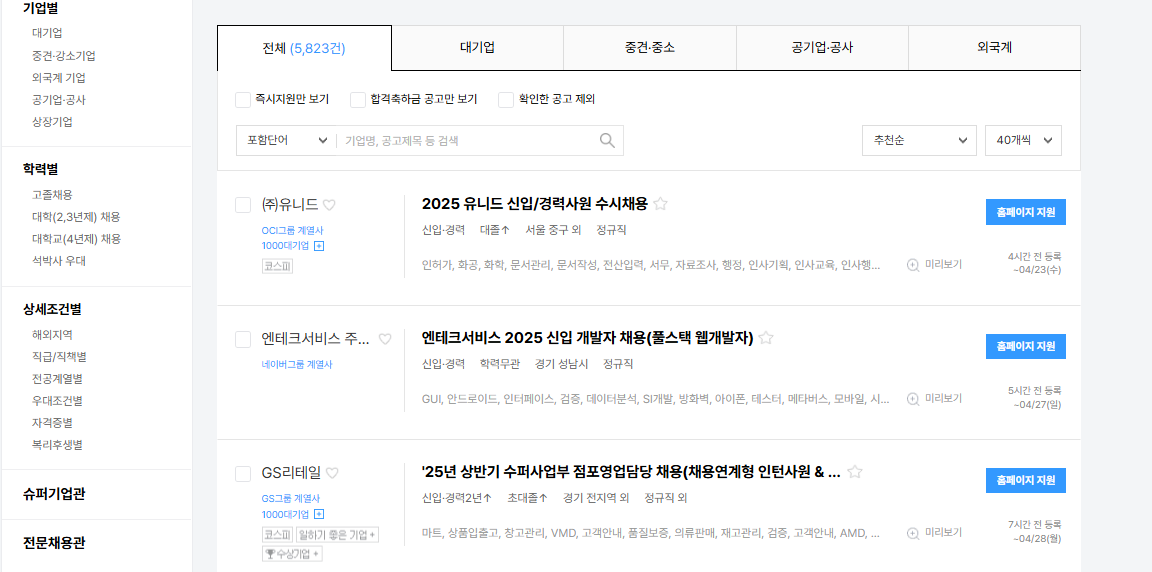 기업별
대기업
중견·강소기업
외국계 기업
공기업·공사
상장기업
학력별
고졸채용
대학(2,3년제) 채용
대학교(4년제) 채용
석박사 우대
상세조건별
해외지역
직급/직책별
전공계열별
우대조건별
자격증별
복리후생별
슈퍼기업관
전문채용관
전체 (5,823건)
대기업
중견·중소
공기업·공사
외국계
즉시지원만 보기
합격축하금 공고만 보기
확인한 공고 제외
포함단어
기업명, 공고제목 등 검색
추천순
40개씩
㈜유니드
OCI그룹 계열사
1000대기업
코스피
2025 유니드 신입/경력사원 수시채용
신입·경력 대졸↑ 서울 중구 외 정규직
인허가, 화공, 화학, 문서관리, 문서작성, 전산입력, 서무, 자료조사, 행정, 인사기획, 인사교육, 인사행...
미리보기
홈페이지 지원
4시간 전 등록
~04/23(수)
엔테크서비스 주...
네이버그룹 계열사
엔테크서비스 2025 신입 개발자 채용(풀스택 웹개발자)
신입·경력 학력무관 경기 성남시 정규직
GUI, 안드로이드, 인터페이스, 검증, 데이터분석, SI개발, 방화벽, 아이폰, 테스터, 메타버스, 모바일, 시...
미리보기
홈페이지 지원
5시간 전 등록
~04/27(일)
GS리테일
GS그룹 계열사
1000대기업
코스피 일하기 좋은 기업 +
수상기업 +
'25년 상반기 수퍼사업부 점포영업담당 채용(채용연계형 인턴사원 & ...
신입·경력2년↑ 초대졸↑ 경기 전지역 외 정규직 외
마트, 상품입출고, 창고관리, VMD, 고객안내, 품질보증, 의류판매, 재고관리, 검증, 고객안내, AMD, ...
미리보기
홈페이지 지원
7시간 전 등록
~04/28(월)